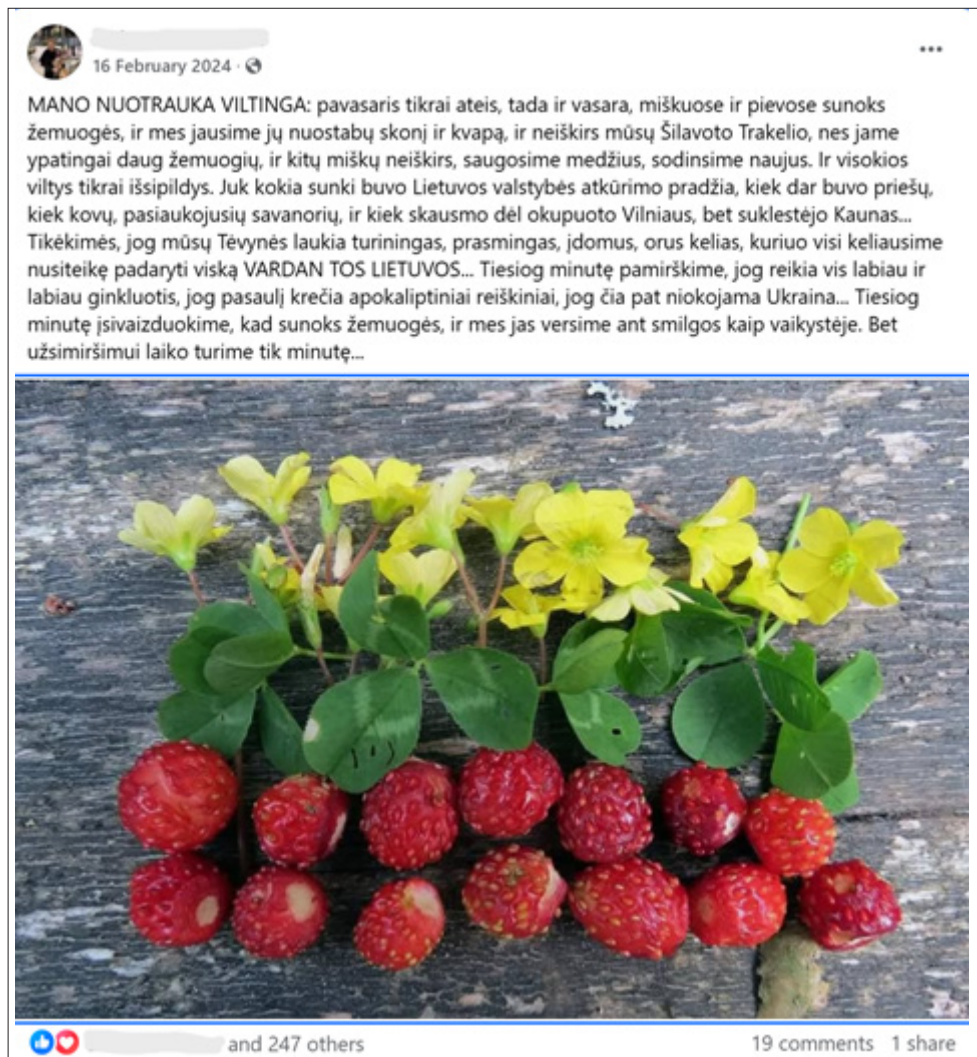 16 February 2024 ·
MANO NUOTRAUKA VILTINGA: pavasaris tikrai ateis, tada ir vasara, miškuose ir pievose sunoks
žemuogės, ir mes jausime jų nuostabų skonį ir kvapą, ir neiškirs mūsų Šilavoto Trakelio, nes jame
ypatingai daug žemuogių, ir kitų miškų neiškirs, saugosime medžius, sodinsime naujus. Ir visokios
viltys tikrai išsipildys. Juk kokia sunki buvo Lietuvos valstybės atkūrimo pradžia, kiek dar buvo priešų,
kiek kovų, pasiaukojusių savanorių, ir kiek skausmo dėl okupuoto Vilniaus, bet suklestėjo Kaunas...
Tikėkimės, jog mūsų Tėvynės laukia turiningas, prasmingas, įdomus, orus kelias, kuriuo visi keliausime
nusiteikę padaryti viską VARDAN TOS LIETUVOS... Tiesiog minutę pamirškime, jog reikia vis labiau ir
labiau ginkluotis, jog pasaulį krečia apokaliptiniai reiškiniai, jog čia pat niokojama Ukraina... Tiesiog
minutę įsivaizduokime, kad sunoks žemuogės, ir mes jas versime ant smilgos kaip vaikystėje. Bet
užsimiršimui laiko turime tik minutę...
and 247 others
19 comments 1 share